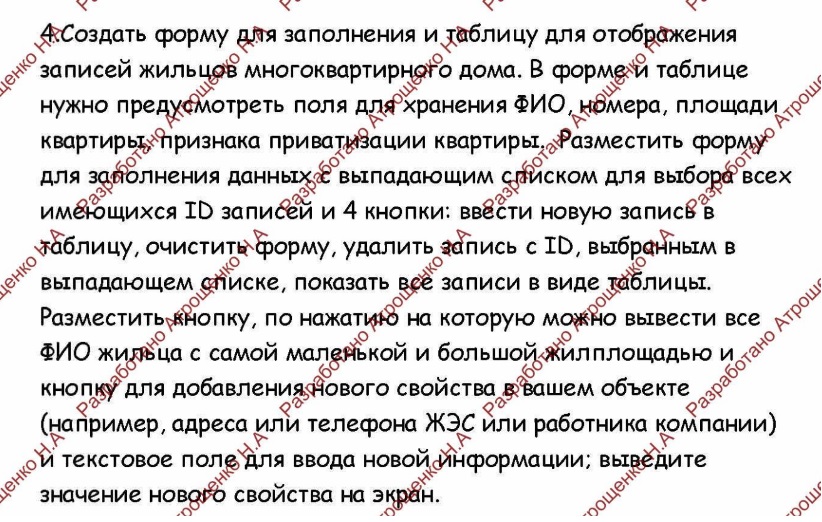 4.Создать форму для заполнения и таблицу для отображения
записей жильцов многоквартирного дома. В форме и таблице
нужно предусмотреть поля для хранения ФИО, номера, площади
квартиры, признака приватизации квартиры. Разместить форму
для заполнения данных с выпадающим списком для выбора всех
имеющихся ID записей и 4 кнопки: ввести новую запись в
таблицу, очистить форму, удалить запись с ID, выбранным в
выпадающем списке, показать все записи в виде таблицы.
Разместить кнопку, по нажатию на которую можно вывести все
ФИО жильца с самой маленькой и большой жилплощадью и
кнопку для добавления нового свойства в вашем объекте
(например, адреса или телефона ЖЭС или работника компании)
и текстовое поле для ввода новой информации; выведите
значение нового свойства на экран.
Разработано Атрощенко Н.А